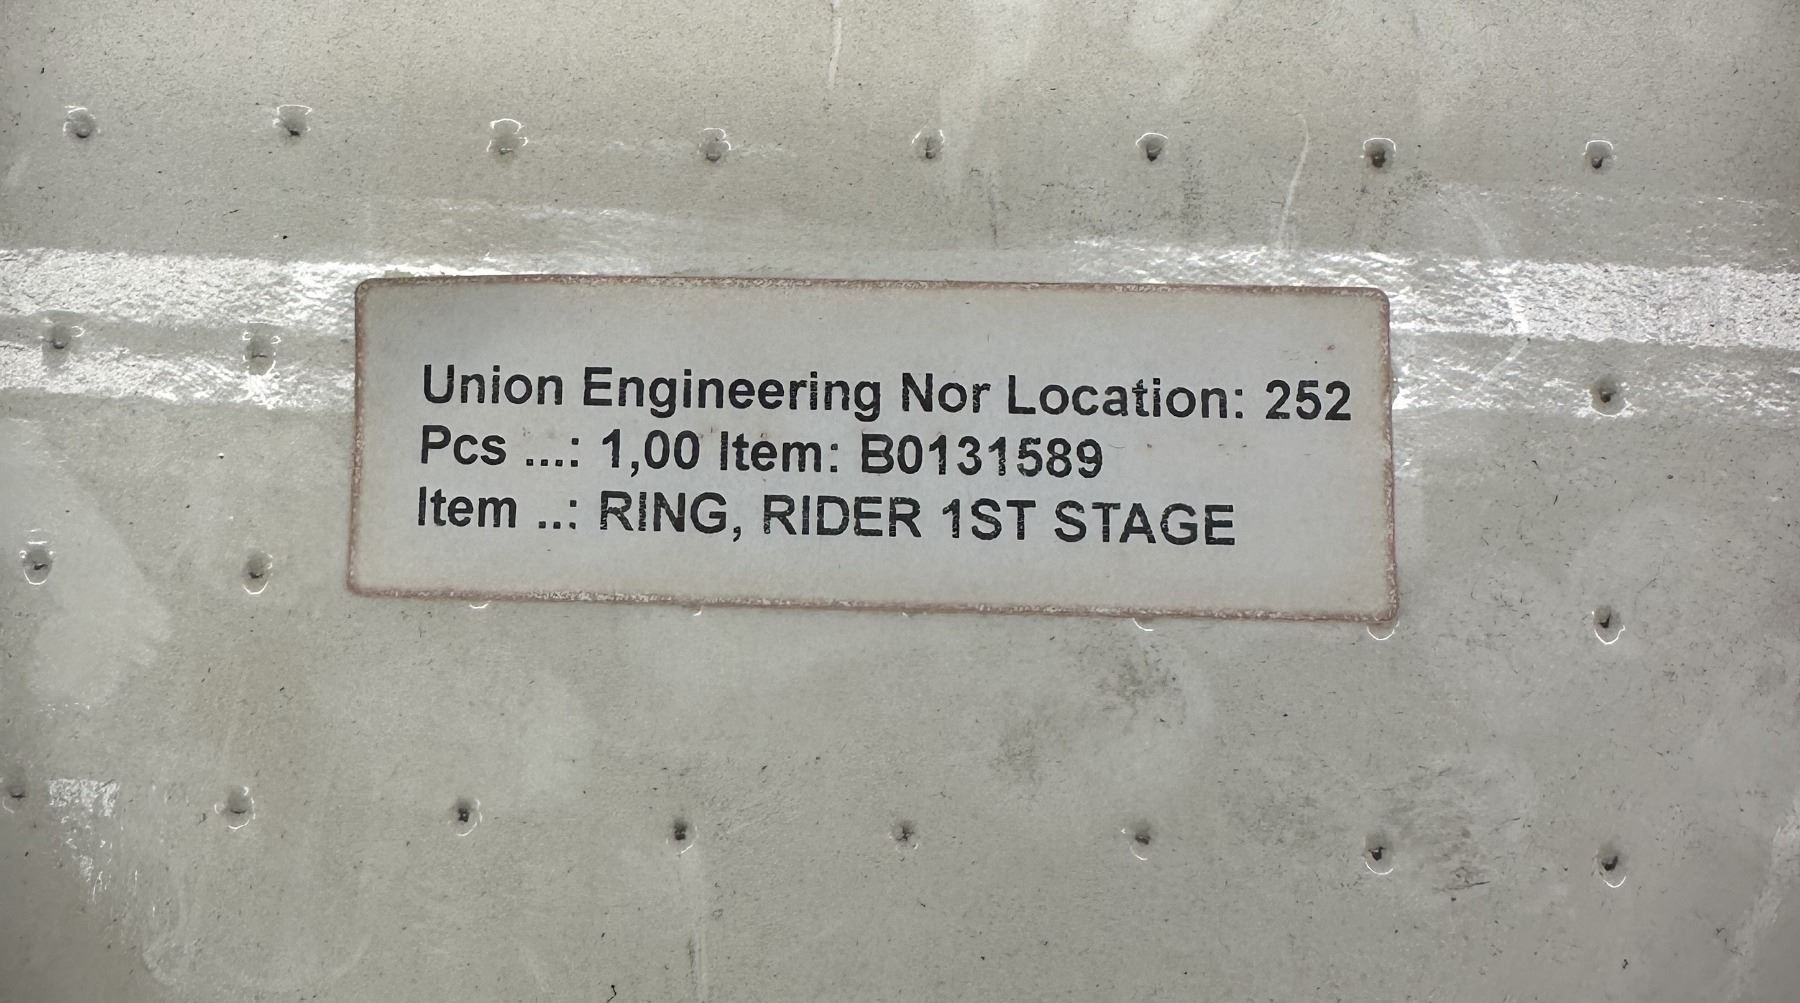 Union Engineering Nor Location: 252
Pcs ...: 1,00 Item: B0131589
Item ..: RING, RIDER 1ST STAGE